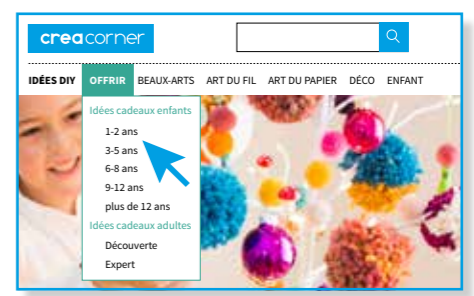 creacorner
IDÉES DIY OFFRIR BEAUX-ARTS ART DU FIL ART DU PAPIER DÉCO ENFANT
Idées cadeaux enfants
1-2 ans
3-5 ans
6-8 ans
9-12 ans
plus de 12 ans
Idées cadeaux adultes
Découverte
Expert